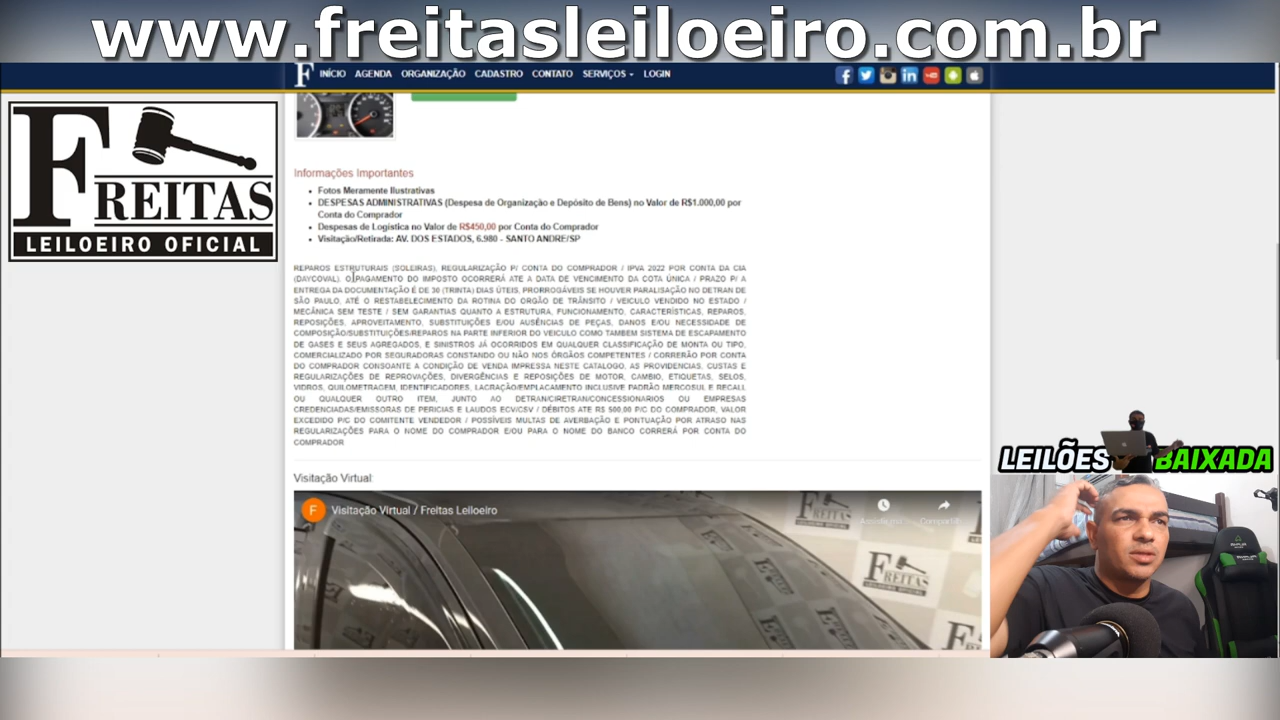 www.freitasleiloeiro.com.br
F INÍCIO AGENDA ORGANIZAÇÃO CADASTRO CONTATO SERVIÇOS LOGIN
FREITAS
LEILOEIRO OFICIAL
Informações Importantes
Fotos Meramente Ilustrativas
DESPESAS ADMINISTRATIVAS (Despesa de Organização e Depósito de Bens) no Valor de R$1.000,00 por
Conta do Comprador
Despesas de Logística no Valor de R$450,00 por Conta do Comprador
Visitação/Retirada: AV. DOS ESTADOS, 6.980 - SANTO ANDRE/SP
REPAROS ESTRUTURAIS (SOLEIRAS), REGULARIZAÇÃO P/ CONTA DO COMPRADOR / IPVA 2022 POR CONTA DA CIA
(DAYCOVAL). O PAGAMENTO DO IMPOSTO OCORRERÁ ATE A DATA DE VENCIMENTO DA COTA ÚNICA / PRAZO P/ A
ENTREGA DA DOCUMENTAÇÃO É DE 30 (TRINTA) DIAS ÚTEIS, PRORROGÁVEIS SE HOUVER PARALISAÇÃO NO DETRAN DE
SÃO PAULO, ATÉ O RESTABELECIMENTO DA ROTINA DO ORGÃO DE TRÂNSITO / VEICULO VENDIDO NO ESTADO /
MECÂNICA SEM TESTE / SEM GARANTIAS QUANTO A ESTRUTURA, FUNCIONAMENTO, CARACTERÍSTICAS, REPAROS,
REPOSIÇÕES, APROVEITAMENTO, SUBSTITUIÇÕES E/OU AUSÊNCIAS DE PEÇAS, DANOS E/OU NECESSIDADE DE
COMPOSIÇÃO/SUBSTITUIÇÕES/REPAROS NA PARTE INFERIOR DO VEICULO COMO TAMBEM SISTEMA DE ESCAPAMENTO
DE GASES E SEUS AGREGADOS, E SINISTROS JÁ OCORRIDOS EM QUALQUER CLASSIFICAÇÃO DE MONTA OU TIPO,
COMERCIALIZADO POR SEGURADORAS CONSTANDO OU NÃO NOS ÓRGÃOS COMPETENTES / CORRERÃO POR CONTA
DO COMPRADOR CONSOANTE A CONDIÇÃO DE VENDA IMPRESSA NESTE CATALOGO, AS PROVIDENCIAS, CUSTAS E
REGULARIZAÇÕES DE REPROVAÇÕES, DIVERGÊNCIAS E REPOSIÇÕES DE MOTOR, CAMBIO, ETIQUETAS, SELOS,
VIDROS, QUILOMETRAGEM, IDENTIFICADORES, LACRAÇÃO/EMPLACAMENTO INCLUSIVE PADRÃO MERCOSUL E RECALL
OU QUALQUER OUTRO ITEM, JUNTO AO DETRAN/CIRETRAN/CONCESSIONARIOS OU EMPRESAS
CREDENCIADAS/EMISSORAS DE PERICIAS E LAUDOS ECV/CSV / DÉBITOS ATE R$ 500,00 P/C DO COMPRADOR, VALOR
EXCEDIDO P/C DO COMITENTE VENDEDOR / POSSÍVEIS MULTAS DE AVERBAÇÃO E PONTUAÇÃO POR ATRASO NAS
REGULARIZAÇÕES PARA O NOME DO COMPRADOR E/OU PARA O NOME DO BANCO CORRERÁ POR CONTA DO
COMPRADOR
Visitação Virtual:
F Visitação Virtual / Freitas Leiloeiro
FREITAS
LEILOEIRO OFICIAL
LEILÕES BAIXADA